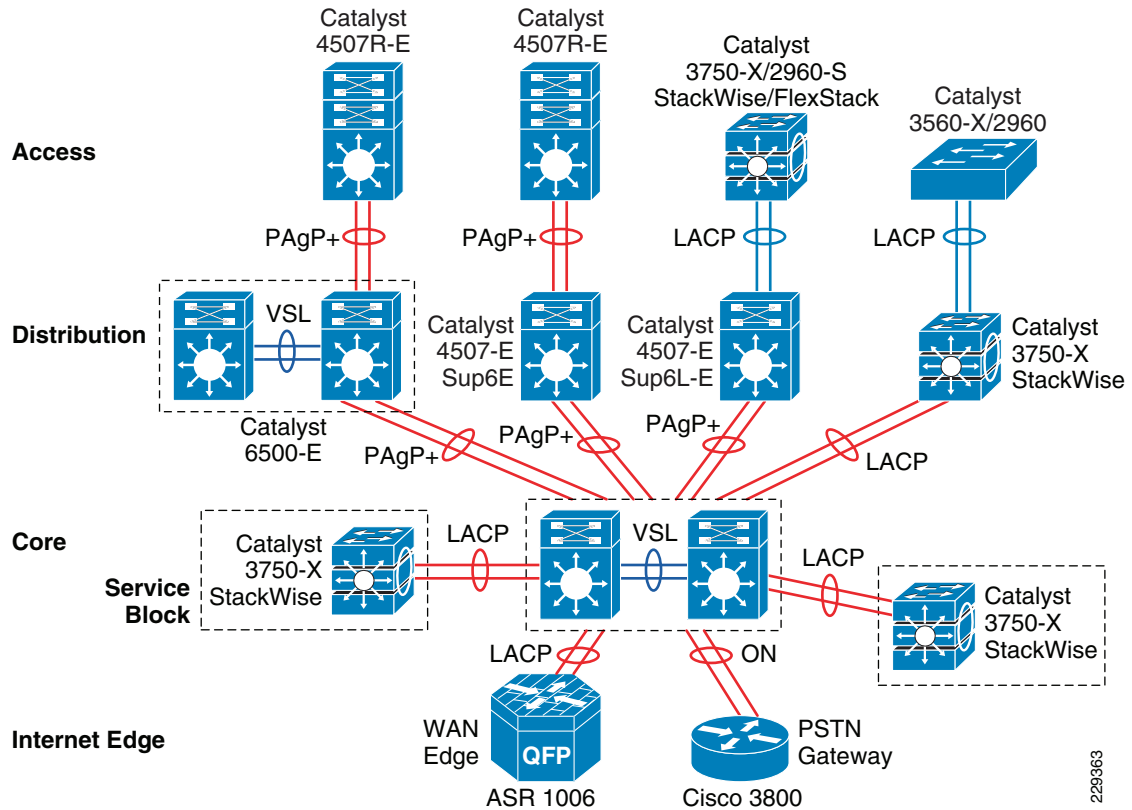 Catalyst
4507R-E
Catalyst
4507R-E
Catalyst
3750-X/2960-S
StackWise/FlexStack
Catalyst
3560-X/2960
Access
PAgP+
PAgP+
LACP
LACP
Distribution
VSL
Catalyst
6500-E
Catalyst
4507-E
Sup6E
Catalyst
4507-E
Sup6L-E
Catalyst
3750-X
StackWise
PAgP+
PAgP+
PAgP+
LACP
Core
Service
Block
Catalyst
3750-X
StackWise
LACP
VSL
LACP
Catalyst
3750-X
StackWise
LACP
ON
Internet Edge
WAN
Edge
QFP
ASR 1006
PSTN
Gateway
Cisco 3800
229363